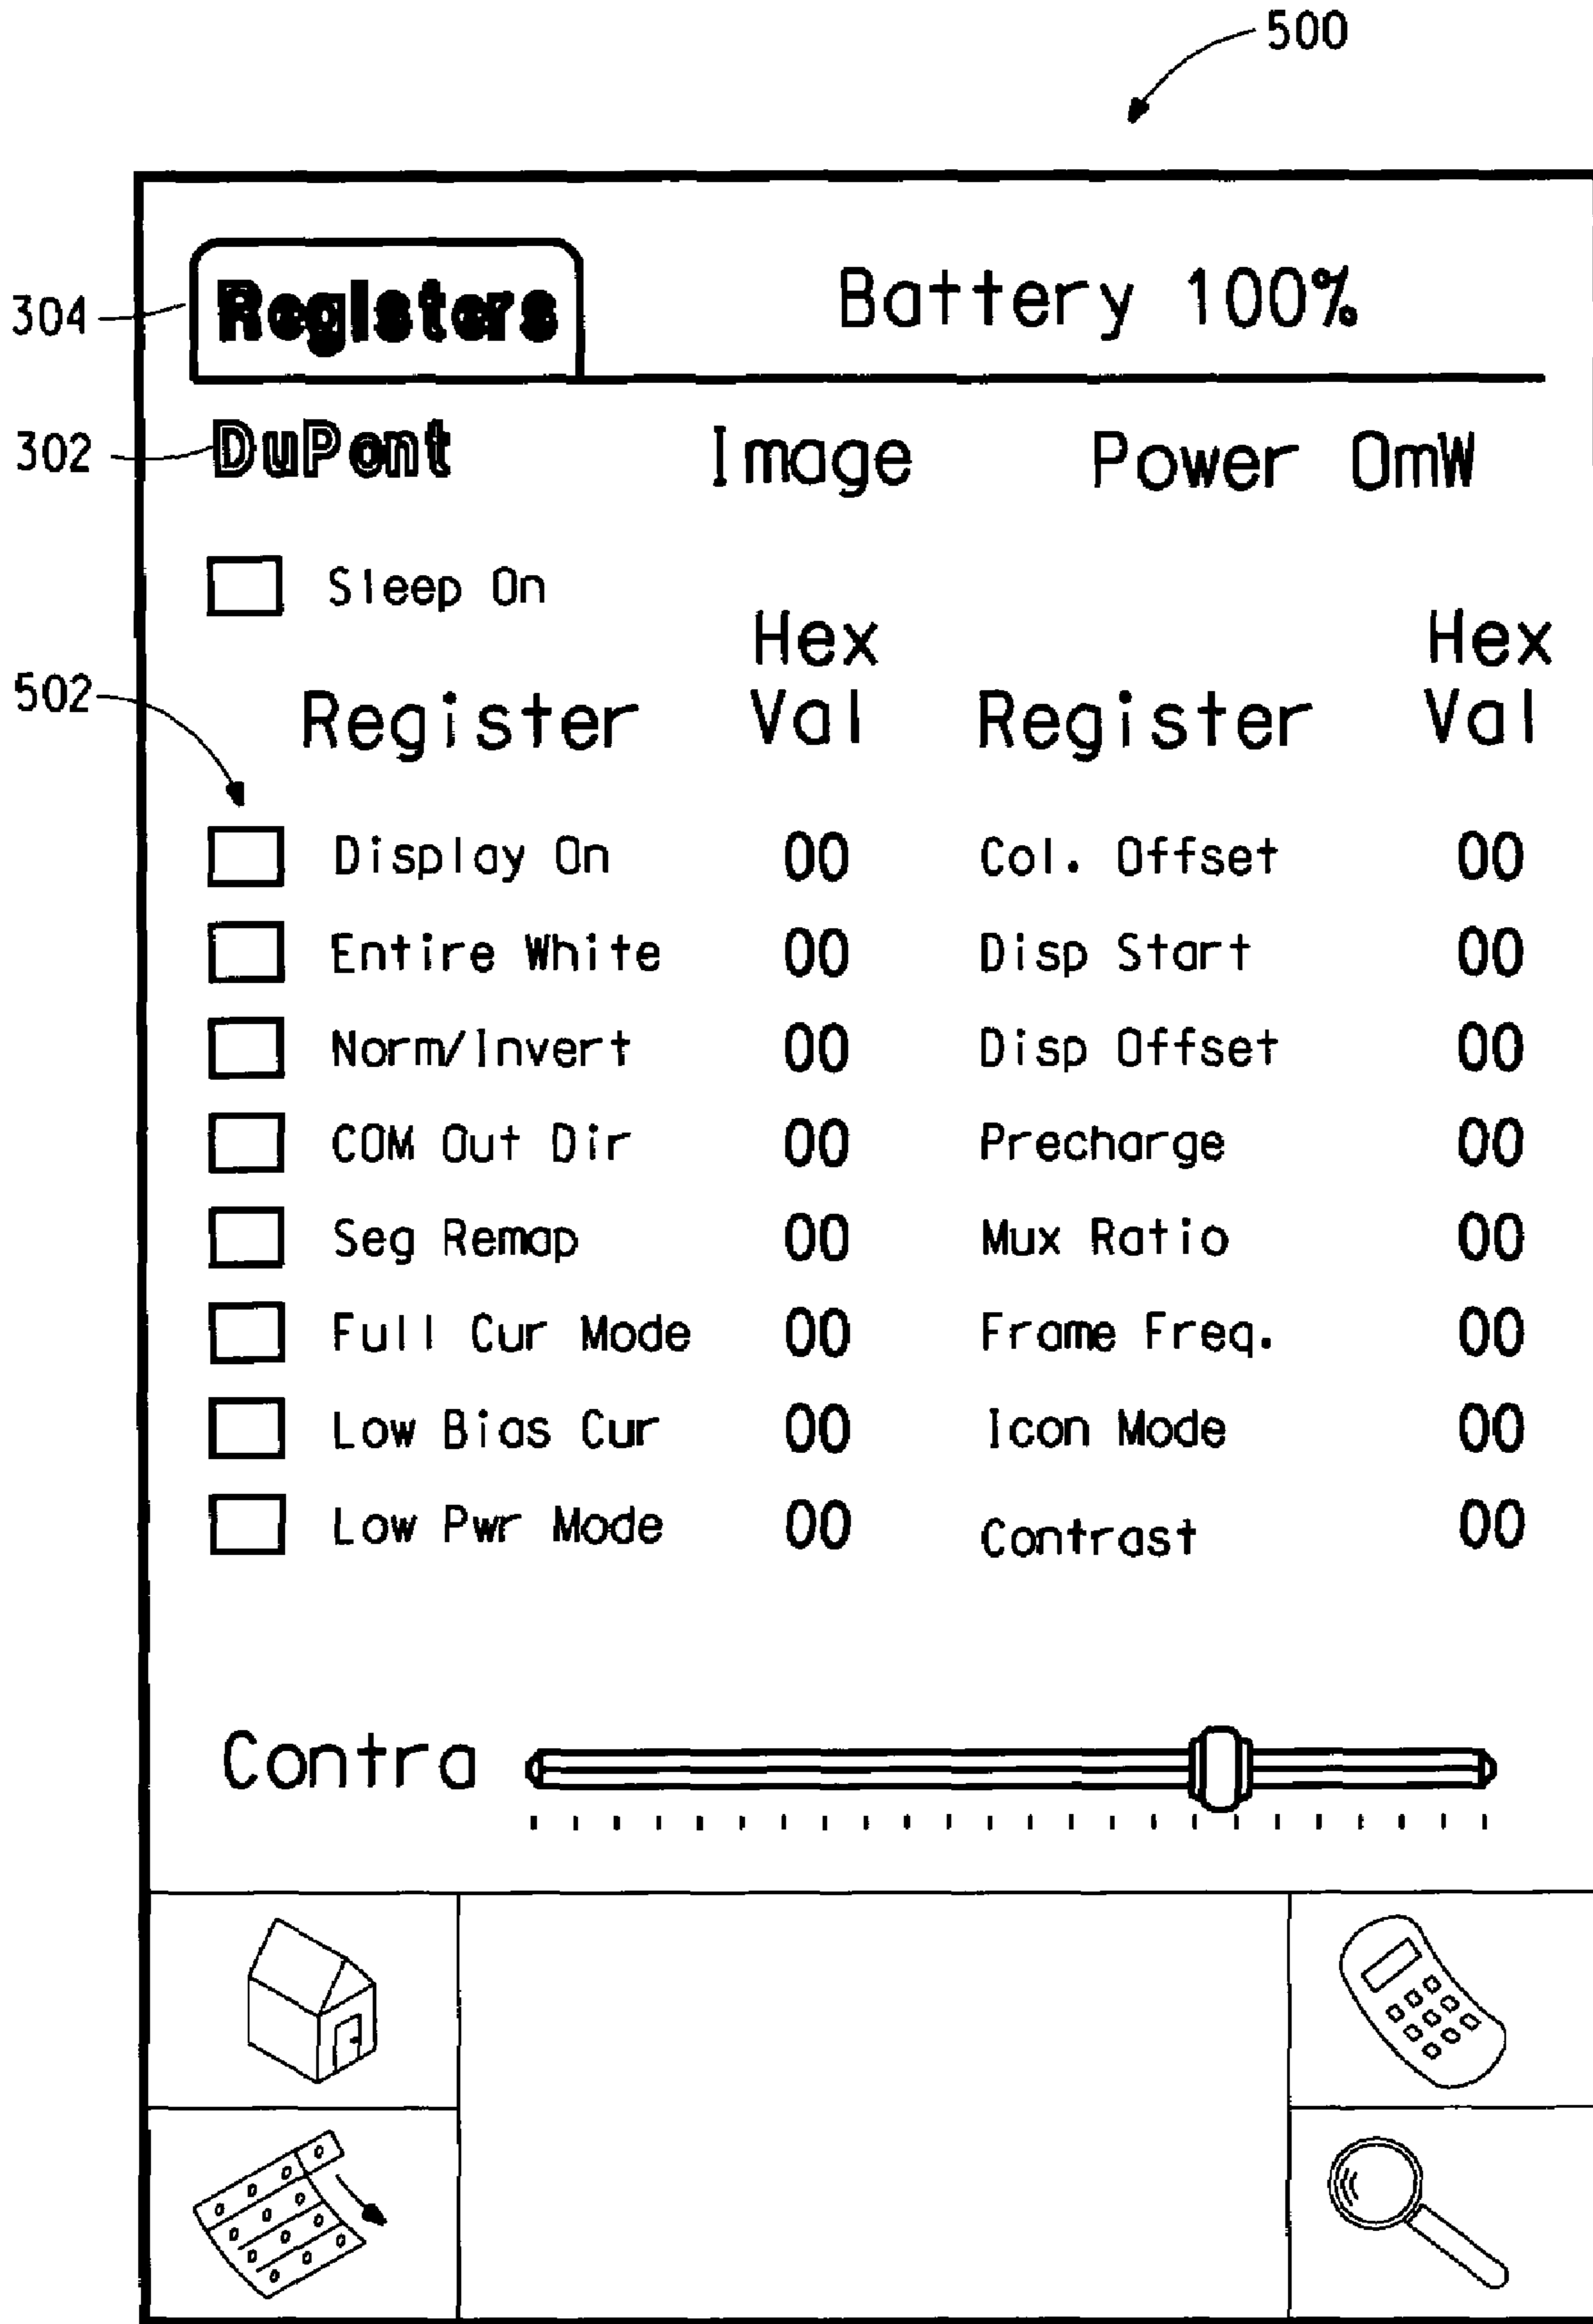 500
304 Registers Battery 100%
302 DuPont Image Power 0mW
Sleep On
Hex Hex
502 Register Val Register Val
Display On 00 Col. Offset 00
Entire White 00 Disp Start 00
Norm/Invert 00 Disp Offset 00
COM Out Dir 00 Precharge 00
Seg Remap 00 Mux Ratio 00
Full Cur Mode 00 Frame Freq. 00
Low Bias Cur 00 Icon Mode 00
Low Pwr Mode 00 Contrast 00
Contra